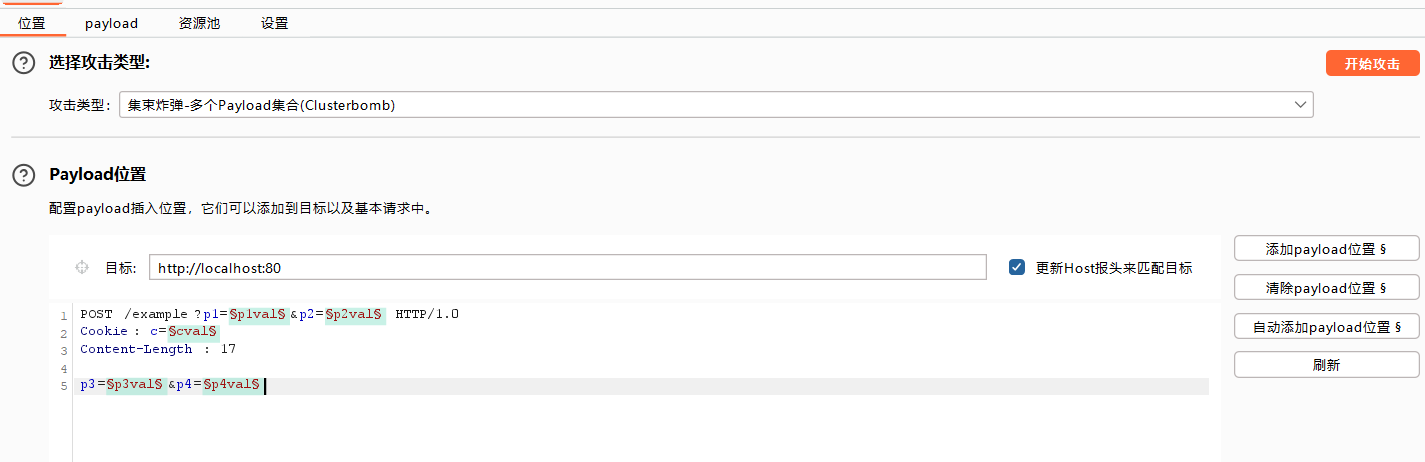 位置 payload 资源池 设置
选择攻击类型:
开始攻击
攻击类型: 集束炸弹-多个Payload集合(Clusterbomb)
Payload位置
配置payload插入位置，它们可以添加到目标以及基本请求中。
目标: http://localhost:80 更新Host报头来匹配目标
添加payload位置 §
清除payload位置 §
自动添加payload位置 §
刷新
1 POST /example ?p1=§p1val§ &p2=§p2val§ HTTP/1.0
2 Cookie : c=§cval§
3 Content-Length : 17
4
5 p3=§p3val§ &p4=§p4val§